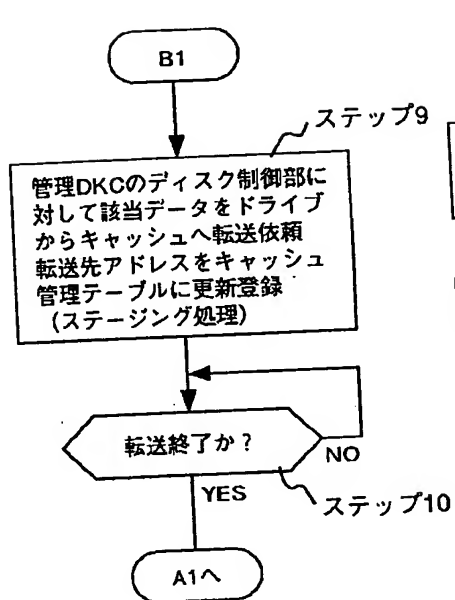 B1
ステップ9
管理DKCのディスク制御部に
対して該当データをドライブ
からキャッシュへ転送依頼
転送先アドレスをキャッシュ
管理テーブルに更新登録
(ステージング処理)
転送終了か?
NO
YES
ステップ10
A1へ